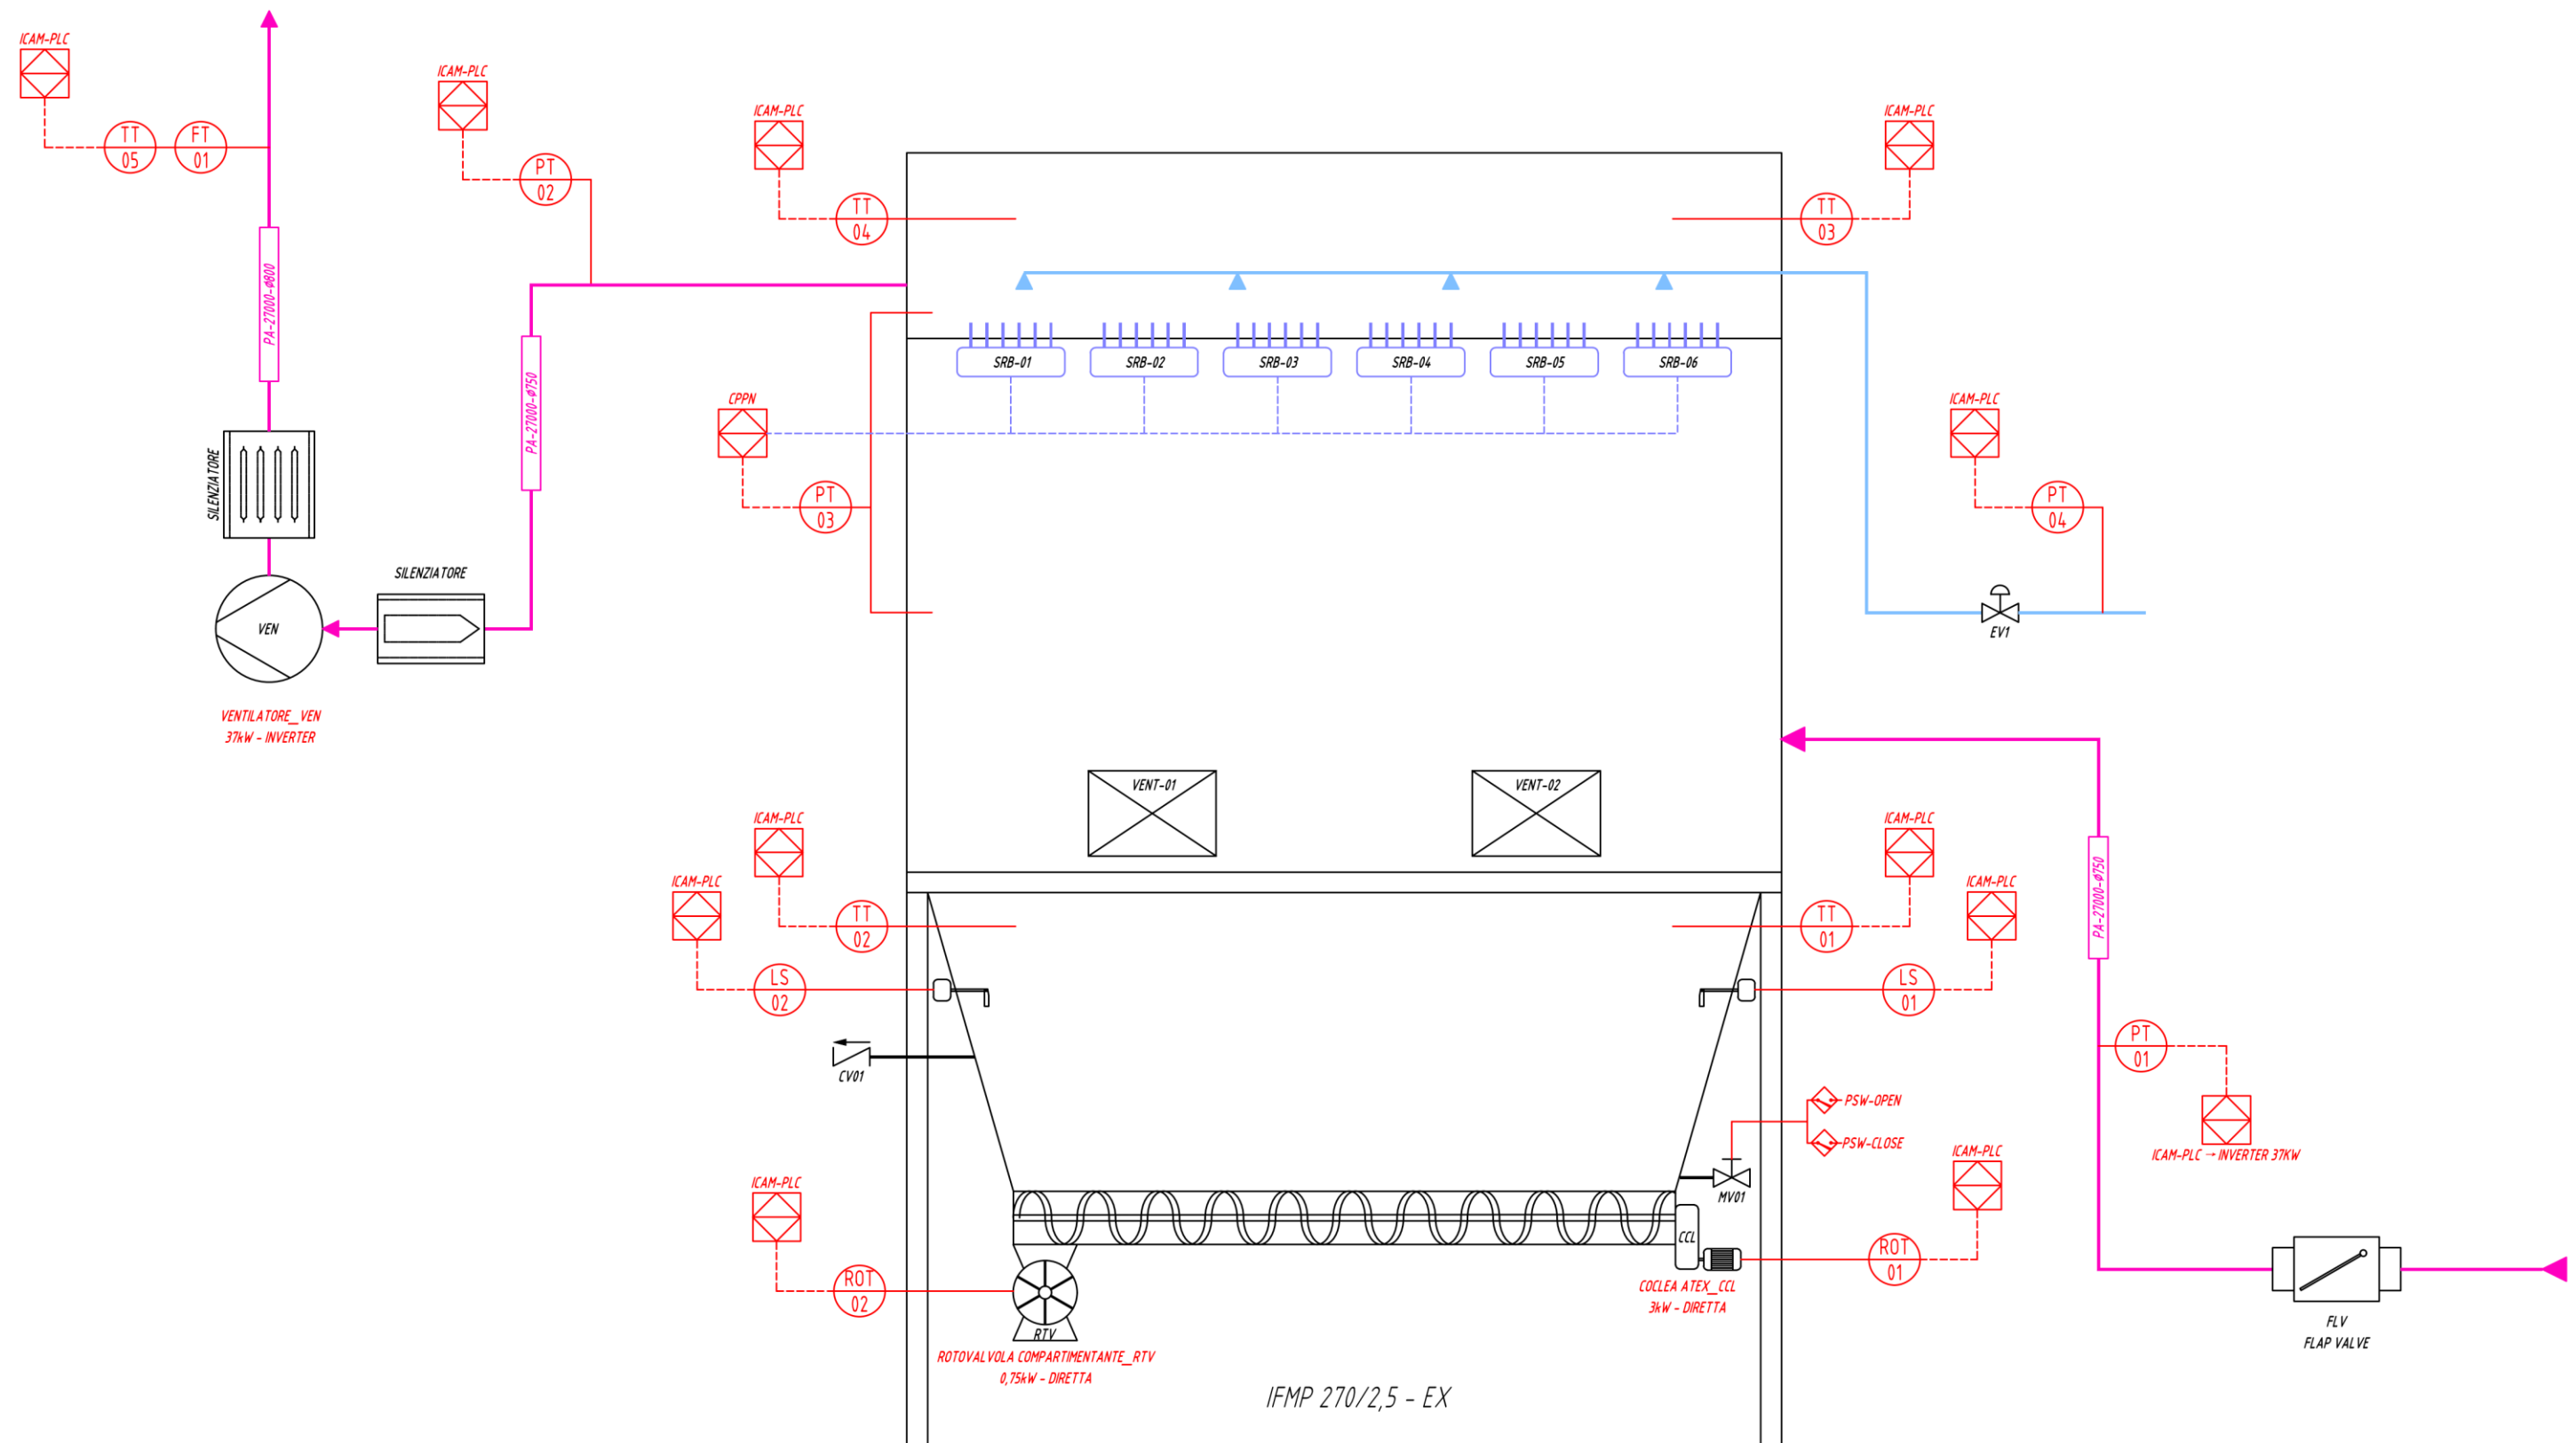 ICAM-PLC
TT
05
FT
01
ICAM-PLC
PT
02
ICAM-PLC
TT
04
ICAM-PLC
TT
03
PA-27000-ø800
PA-27000-ø750
SRB-01
SRB-02
SRB-03
SRB-04
SRB-05
SRB-06
CPPN
PT
03
ICAM-PLC
PT
04
EV1
SILENZIATORE
SILENZIATORE
VEN
VENTILATORE_VEN
37kW - INVERTER
VENT-01
VENT-02
ICAM-PLC
TT
02
ICAM-PLC
LS
02
ICAM-PLC
TT
01
ICAM-PLC
LS
01
PA-27000-ø750
CV01
PT
01
ICAM-PLC → INVERTER 37KW
PSW-OPEN
PSW-CLOSE
MV01
ICAM-PLC
ROT
01
ICAM-PLC
ROT
02
CCL
COCLEA ATEX_CCL
3kW - DIRETTA
RTV
ROTOVALVOLA COMPARTIMENTANTE_RTV
0,75kW - DIRETTA
FLV
FLAP VALVE
IFMP 270/2,5 - EX